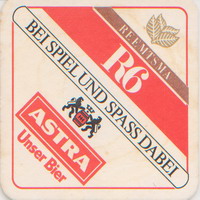 REEMTSMA
R6
BEI SPIEL UND SPASS DABEI
ASTRA
Unser Bier